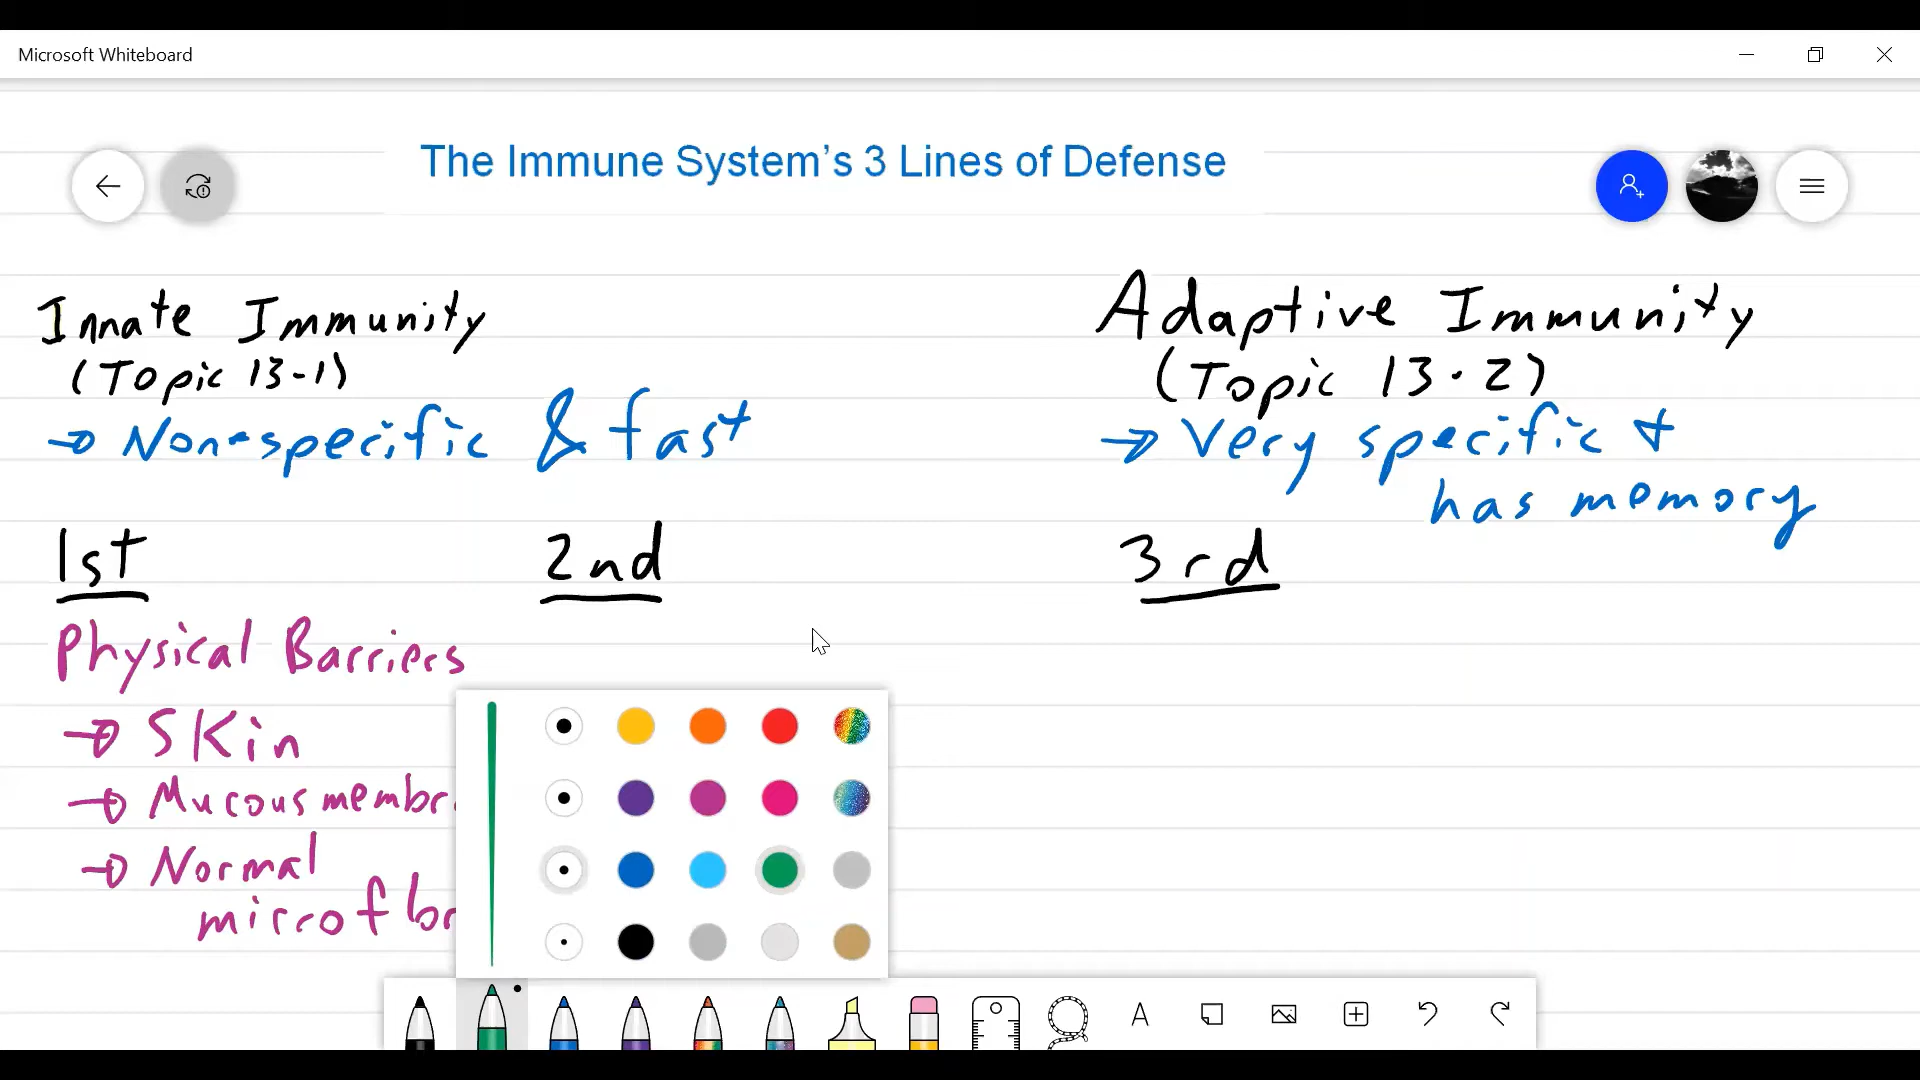 Microsoft Whiteboard
The Immune System's 3 Lines of Defense
Innate Immunity
(Topic 13-1)
→ Non-specific & fast
Adaptive Immunity
(Topic 13.2)
→ Very specific +
has memory
1st
2nd
3rd
Physical Barriers
→ Skin
→ Mucous membr
→ Normal
microflor
A